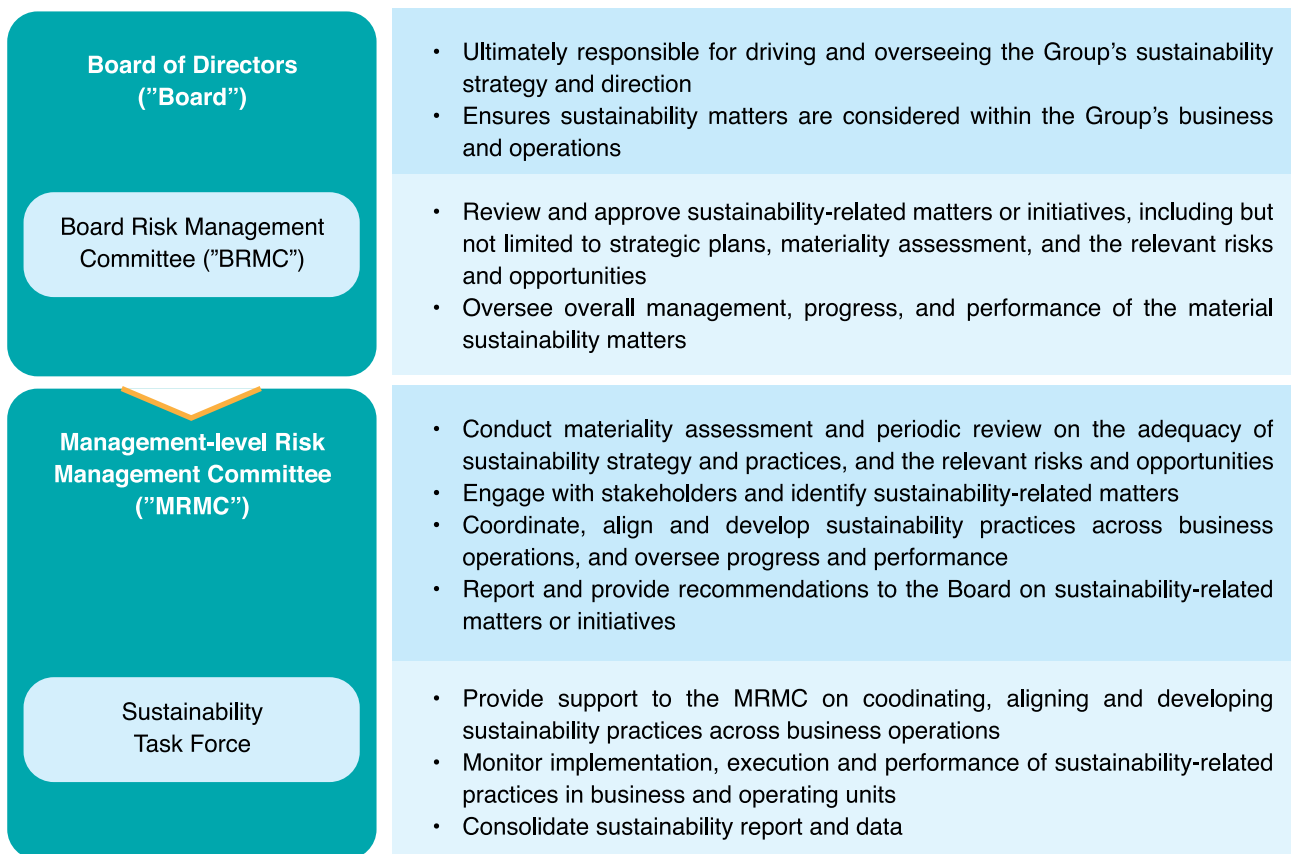 Board of Directors
("Board")
• Ultimately responsible for driving and overseeing the Group's sustainability
strategy and direction
• Ensures sustainability matters are considered within the Group's business
and operations
Board Risk Management
Committee ("BRMC")
• Review and approve sustainability-related matters or initiatives, including but
not limited to strategic plans, materiality assessment, and the relevant risks
and opportunities
• Oversee overall management, progress, and performance of the material
sustainability matters
Management-level Risk
Management Committee
("MRMC")
• Conduct materiality assessment and periodic review on the adequacy of
sustainability strategy and practices, and the relevant risks and opportunities
• Engage with stakeholders and identify sustainability-related matters
• Coordinate, align and develop sustainability practices across business
operations, and oversee progress and performance
• Report and provide recommendations to the Board on sustainability-related
matters or initiatives
Sustainability
Task Force
• Provide support to the MRMC on coodinating, aligning and developing
sustainability practices across business operations
• Monitor implementation, execution and performance of sustainability-related
practices in business and operating units
• Consolidate sustainability report and data